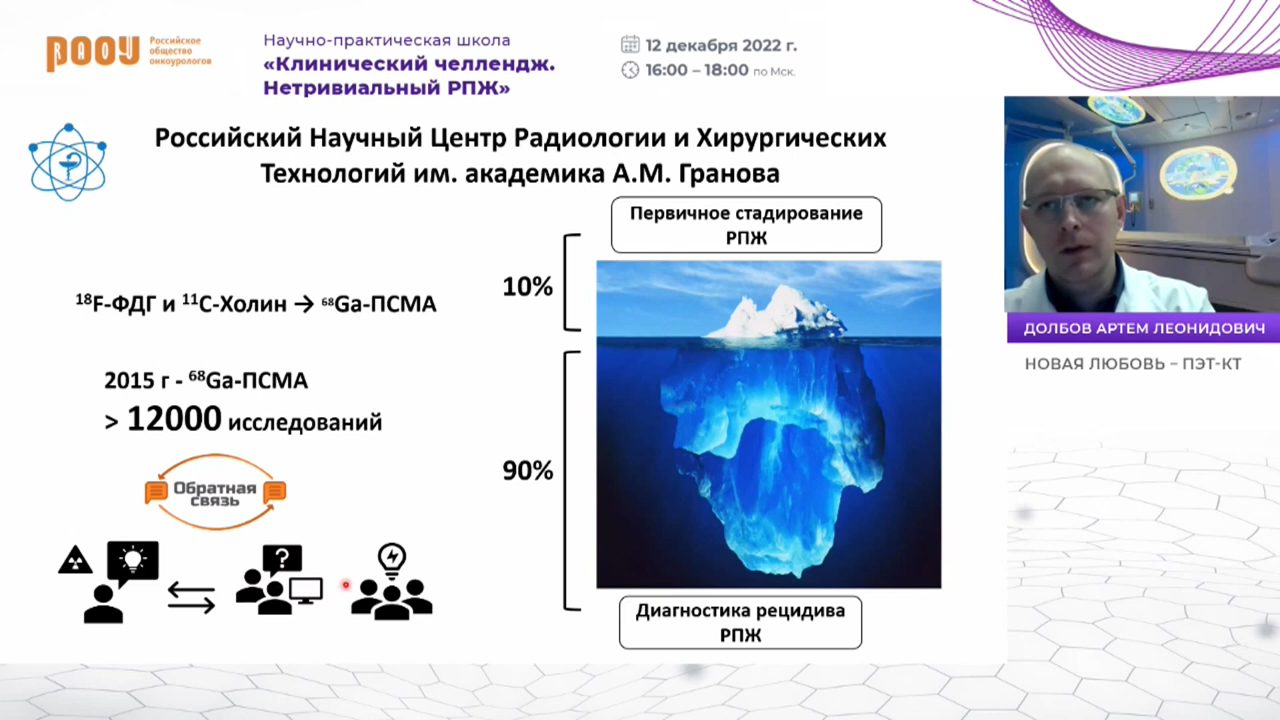 РАОУ
Российское
общество
онкоурологов
Научно-практическая школа
«Клинический челлендж.
Нетривиальный РПЖ»
12 декабря 2022 г.
16:00 – 18:00 по Мск.
Российский Научный Центр Радиологии и Хирургических
Технологий им. академика А.М. Гранова
Первичное стадирование
РПЖ
10%
¹⁸F-ФДГ и ¹¹C-Холин → ⁶⁸Ga-ПСМА
2015 г - ⁶⁸Ga-ПСМА
> 12000 исследований
90%
Обратная
связь
?
Диагностика рецидива
РПЖ
ДОЛБОВ АРТЕМ ЛЕОНИДОВИЧ
НОВАЯ ЛЮБОВЬ – ПЭТ-КТ